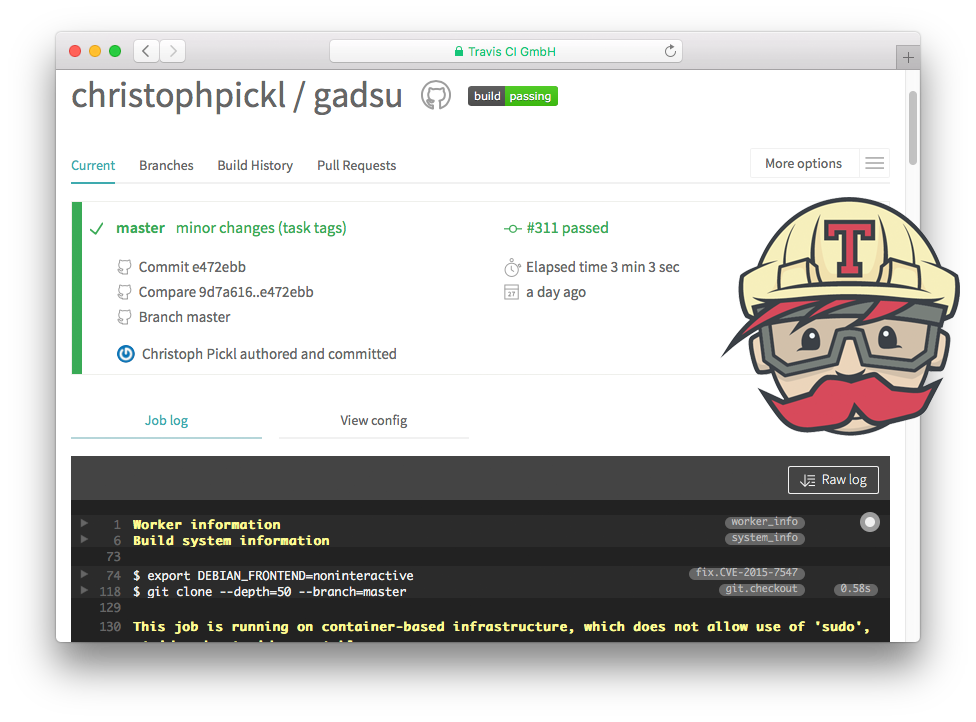 Travis CI GmbH
christophpickl / gadsu
build passing
Current Branches Build History Pull Requests
More options
master minor changes (task tags)
#311 passed
Commit e472ebb
Elapsed time 3 min 3 sec
Compare 9d7a616..e472ebb
27 a day ago
Branch master
Christoph Pickl authored and committed
T
Job log View config
Raw log
1 Worker information worker_info
6 Build system information system_info
73
74 $ export DEBIAN_FRONTEND=noninteractive fix.CVE-2015-7547
118 $ git clone --depth=50 --branch=master git.checkout 0.58s
129
130 This job is running on container-based infrastructure, which does not allow use of 'sudo',